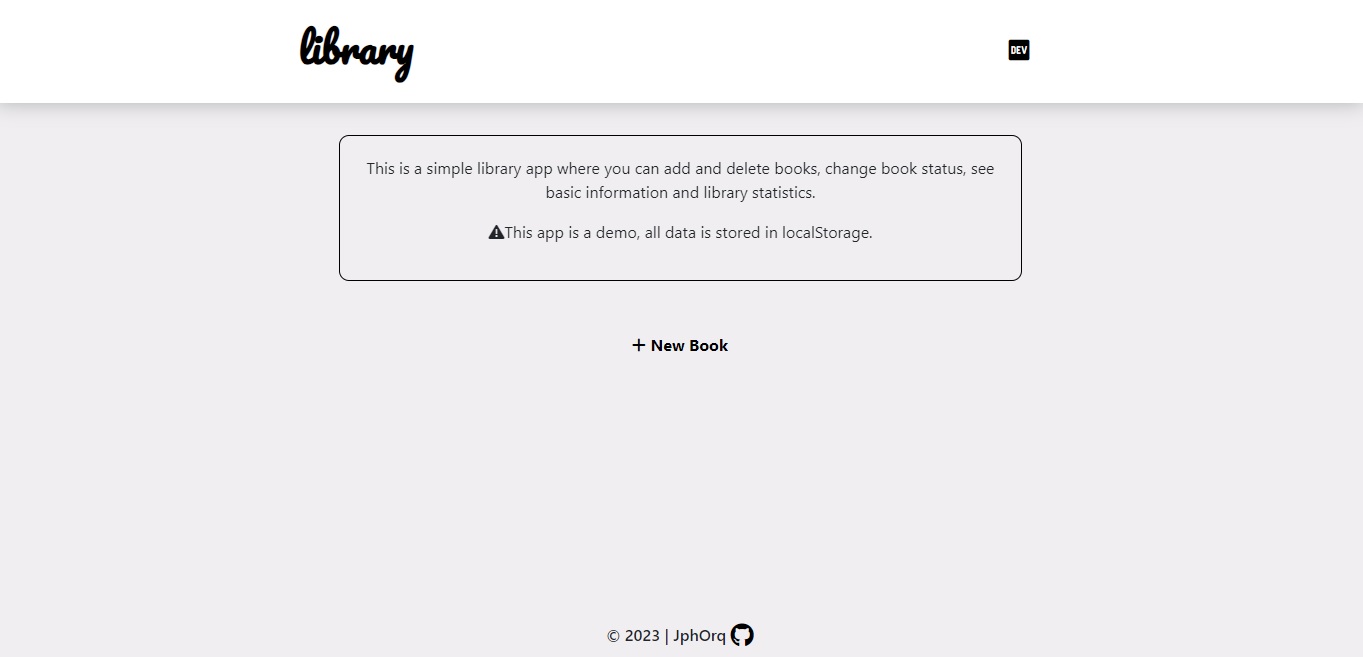 library
DEV
This is a simple library app where you can add and delete books, change book status, see
basic information and library statistics.
This app is a demo, all data is stored in localStorage.
+ New Book
© 2023 | JphOrq